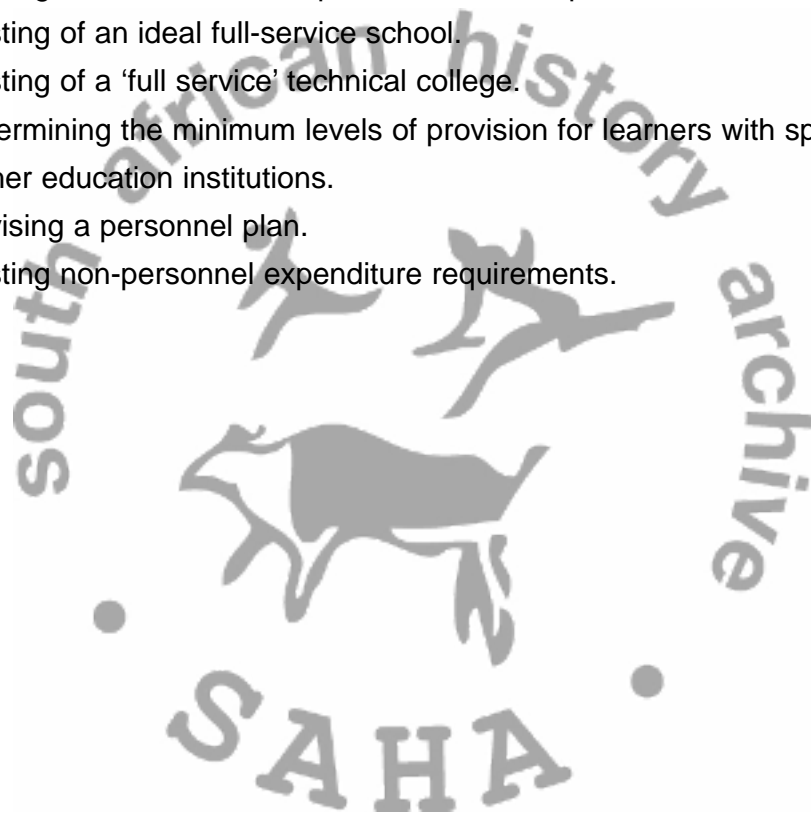 sting of an ideal full-service school.
sting of a ‘full service’ technical college.
ermining the minimum levels of provision for learners with sp
her education institutions.
vising a personnel plan.
sting non-personnel expenditure requirements.
south african history archive
SAHA